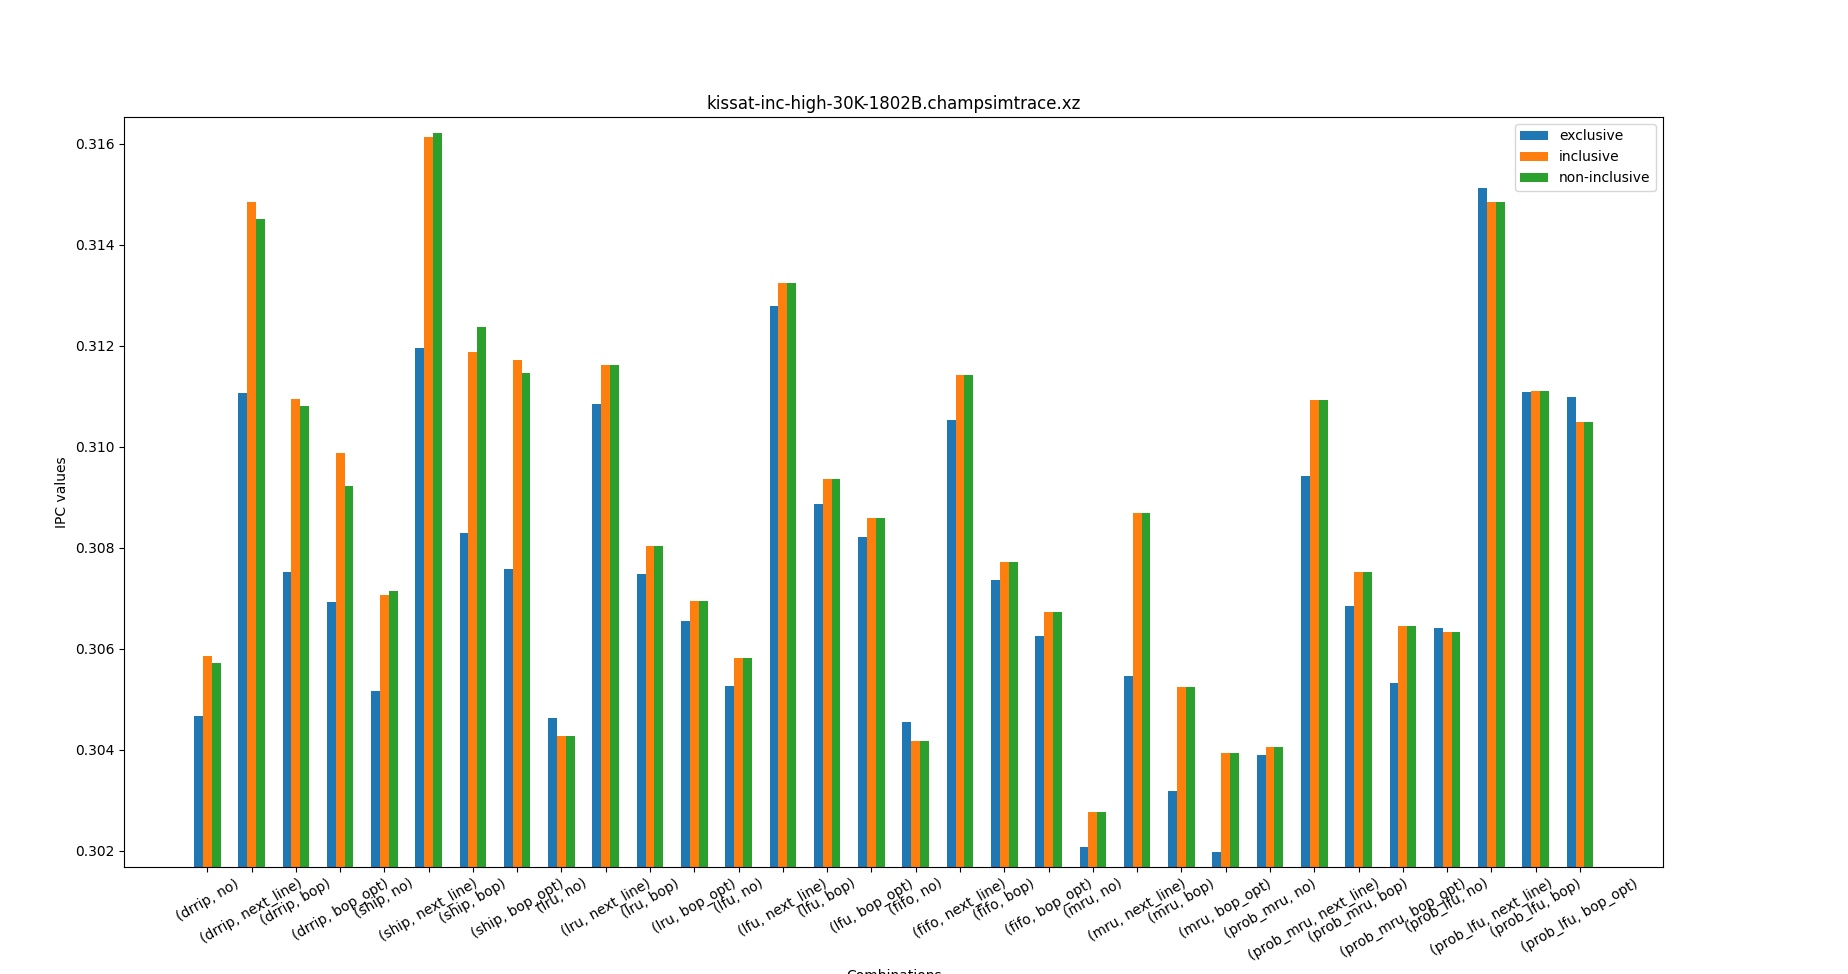 kissat-inc-high-30K-1802B.champsimtrace.xz
exclusive
inclusive
non-inclusive
IPC values
0.316
0.314
0.312
0.310
0.308
0.306
0.304
0.302
(drrip, no)
(drrip, next_line)
(drrip, bop)
(drrip, bop_opt)
(ship, no)
(ship, next_line)
(ship, bop)
(ship, bop_opt)
(lru, no)
(lru, next_line)
(lru, bop)
(lru, bop_opt)
(lfu, no)
(lfu, next_line)
(lfu, bop)
(lfu, bop_opt)
(fifo, no)
(fifo, next_line)
(fifo, bop)
(fifo, bop_opt)
(mru, no)
(mru, next_line)
(mru, bop)
(mru, bop_opt)
(prob_mru, no)
(prob_mru, next_line)
(prob_mru, bop)
(prob_mru, bop_opt)
(prob_lfu, no)
(prob_lfu, next_line)
(prob_lfu, bop)
(prob_lfu, bop_opt)
Combinations